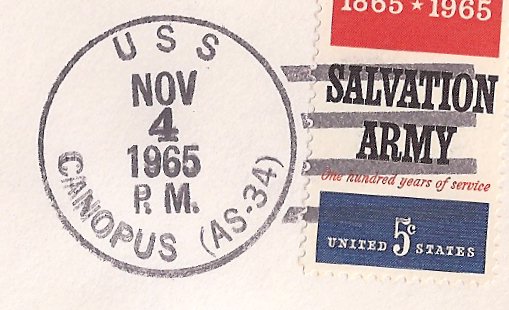 USS
NOV
4
1965
P.M.
CANOPUS (AS-34)
1865 ★ 1965
SALVATION
ARMY
One hundred years of service
UNITED 5c STATES